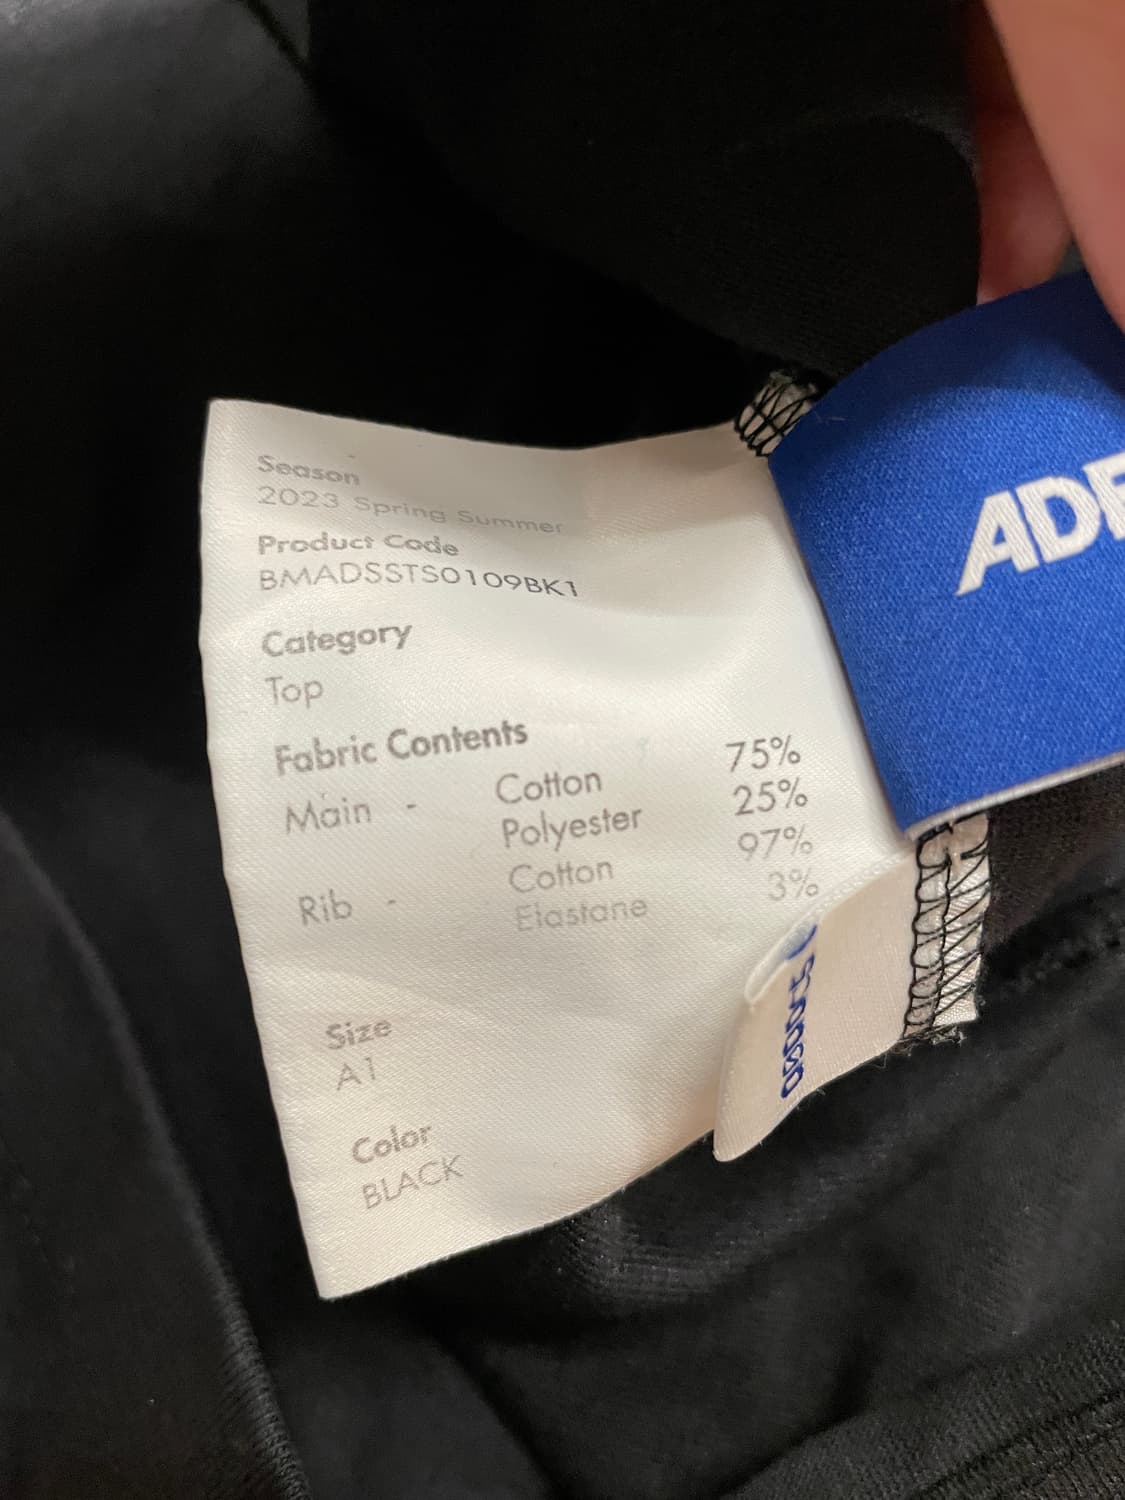 Season
2023 Spring Summer
Product Code
BMADSSTS0109BK1
Category
Top
Fabric Contents
Main - Cotton 75%
Polyester 25%
Rib - Cotton 97%
Elastane 3%
Size
A1
Color
BLACK